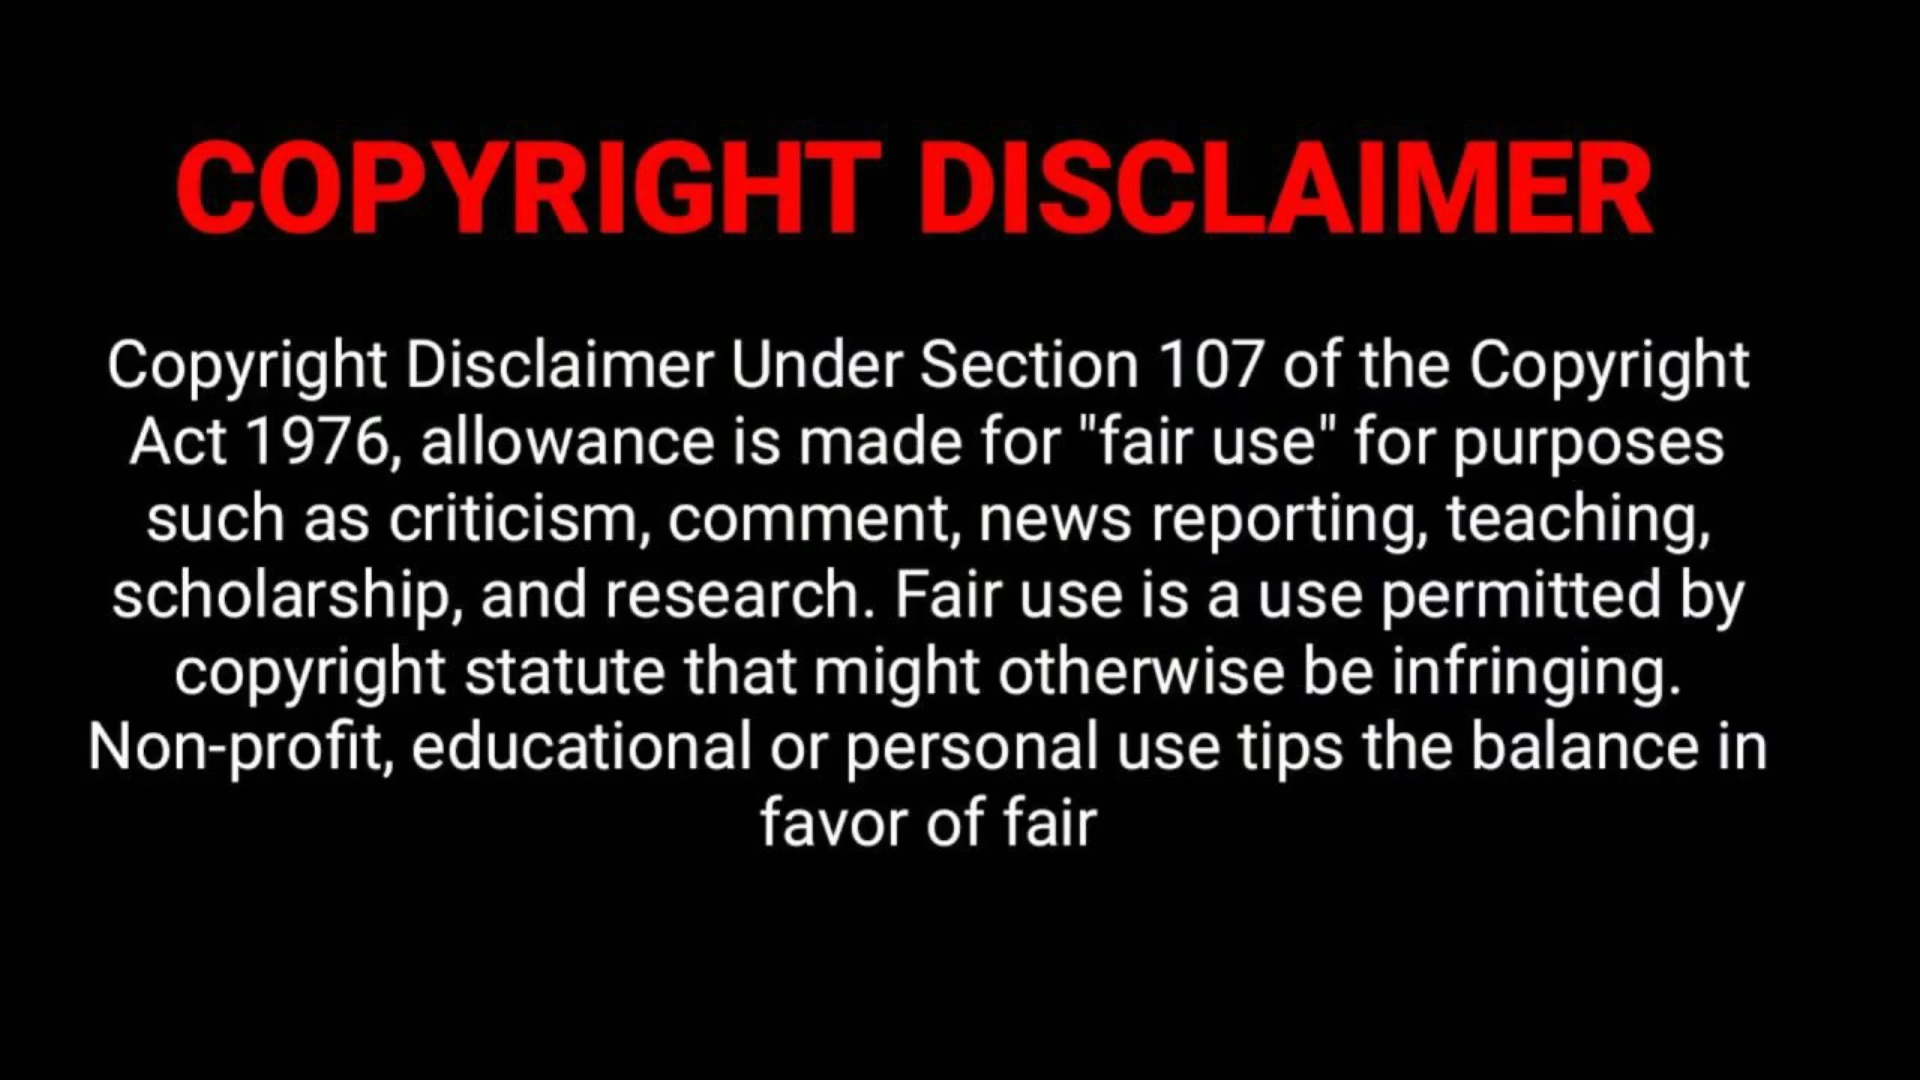 COPYRIGHT DISCLAIMER
Copyright Disclaimer Under Section 107 of the Copyright
Act 1976, allowance is made for "fair use" for purposes
such as criticism, comment, news reporting, teaching,
scholarship, and research. Fair use is a use permitted by
copyright statute that might otherwise be infringing.
Non-profit, educational or personal use tips the balance in
favor of fair